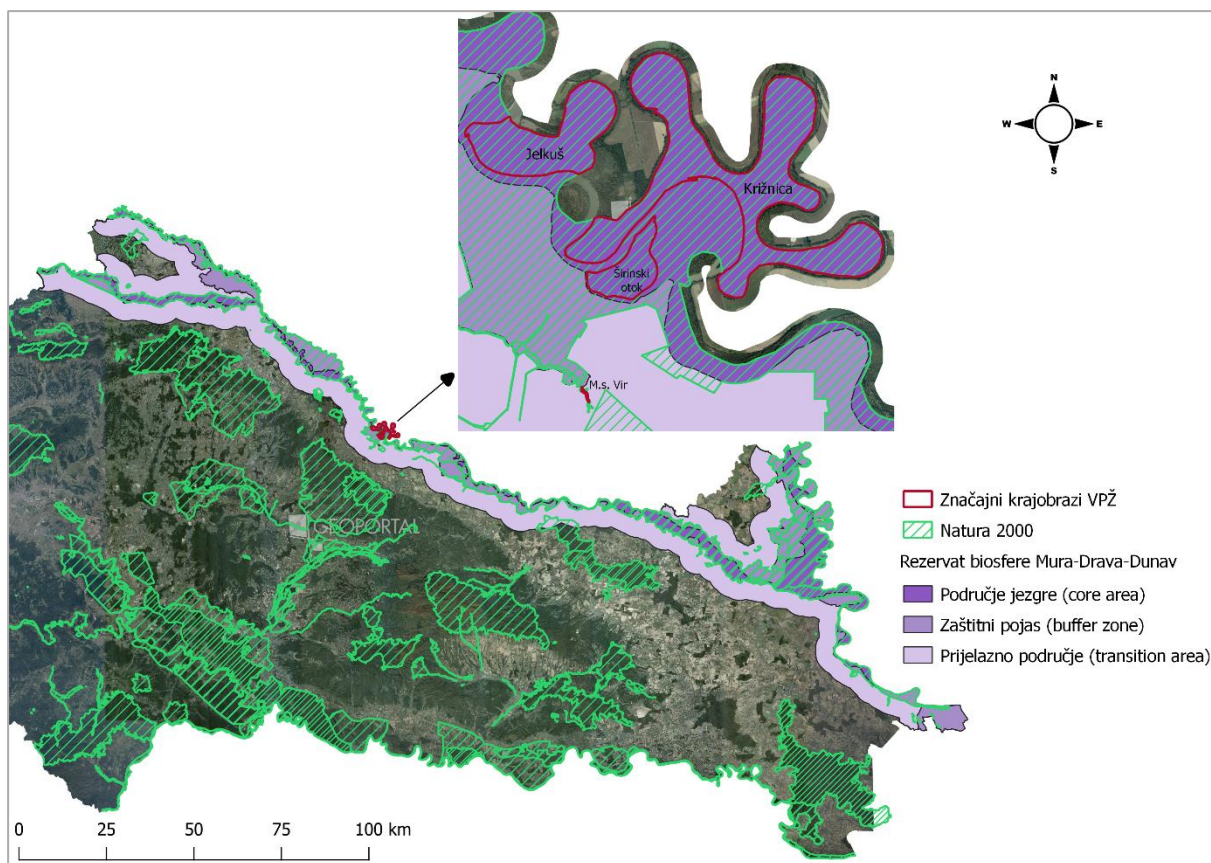 N
W
E
S
Jelkuš
Križnica
Širinski
otok
M.s. Vir
GEOPORTAL
Značajni krajobrazi VPŽ
Natura 2000
Rezervat biosfere Mura-Drava-Dunav
Područje jezgre (core area)
Zaštitni pojas (buffer zone)
Prijelazno područje (transition area)
0 25 50 75 100 km